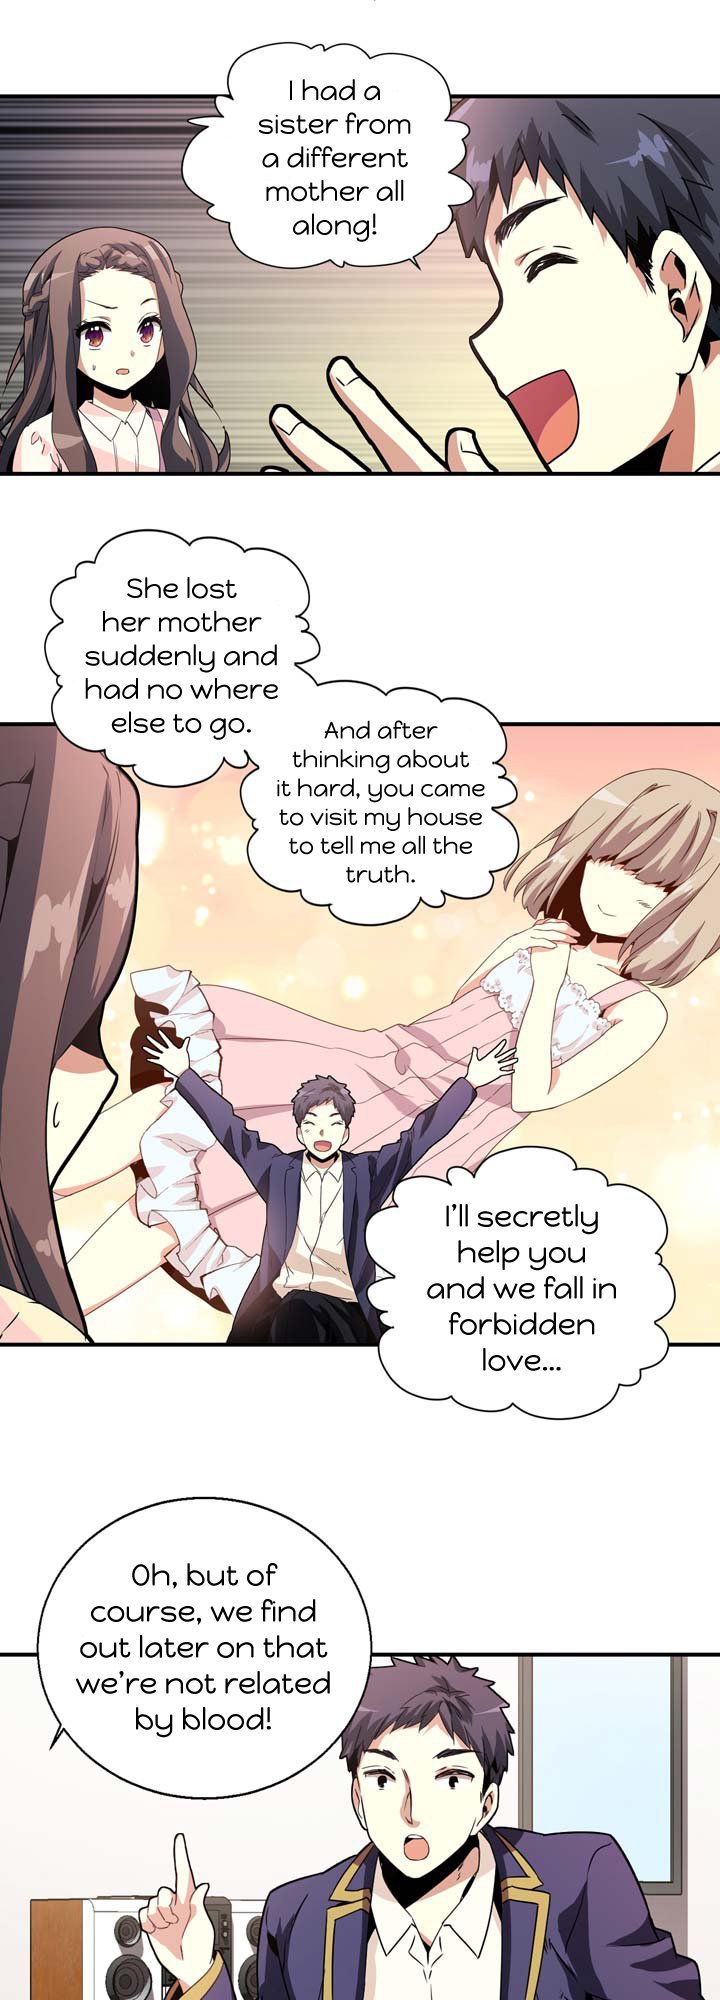 I had a
sister from
a different
mother all
along!
She lost
her mother
suddenly and
had no where
else to go.
And after
thinking about
it hard, you came
to visit my house
to tell me all the
truth.
I'll secretly
help you
and we fall in
forbidden
love...
Oh, but of
course, we find
out later on that
we're not related
by blood!